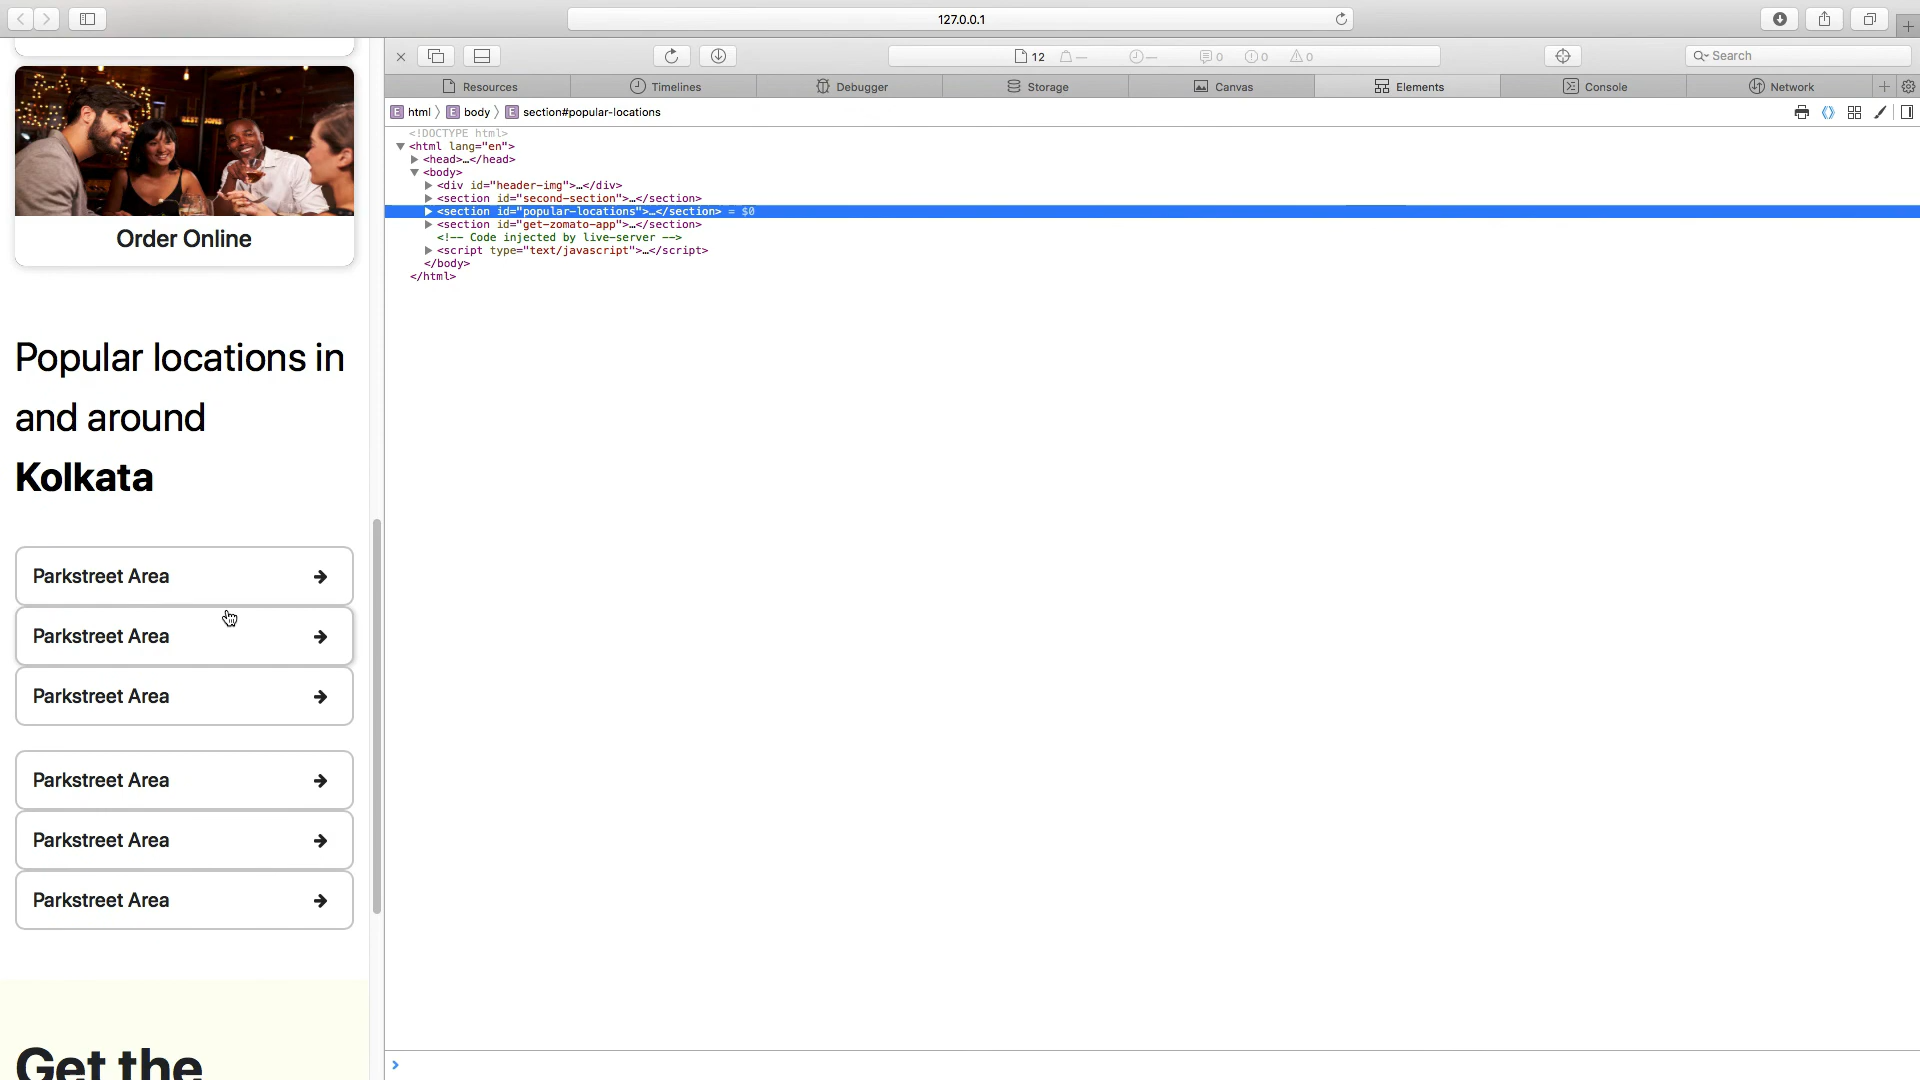 127.0.0.1
12
—
—
0
0
0
Search
Resources
Timelines
Debugger
Storage
Canvas
Elements
Console
Network
E html 〉 E body 〉 E section#popular-locations
<!DOCTYPE html>
<html lang="en">
<head>…</head>
<body>
<div id="header-img">…</div>
<section id="second-section">…</section>
<section id="popular-locations">…</section> = $0
<section id="get-zomato-app">…</section>
<!-- Code injected by live-server -->
<script type="text/javascript">…</script>
</body>
</html>
Order Online
Popular locations in
and around
Kolkata
Parkstreet Area
Parkstreet Area
Parkstreet Area
Parkstreet Area
Parkstreet Area
Parkstreet Area
Get the